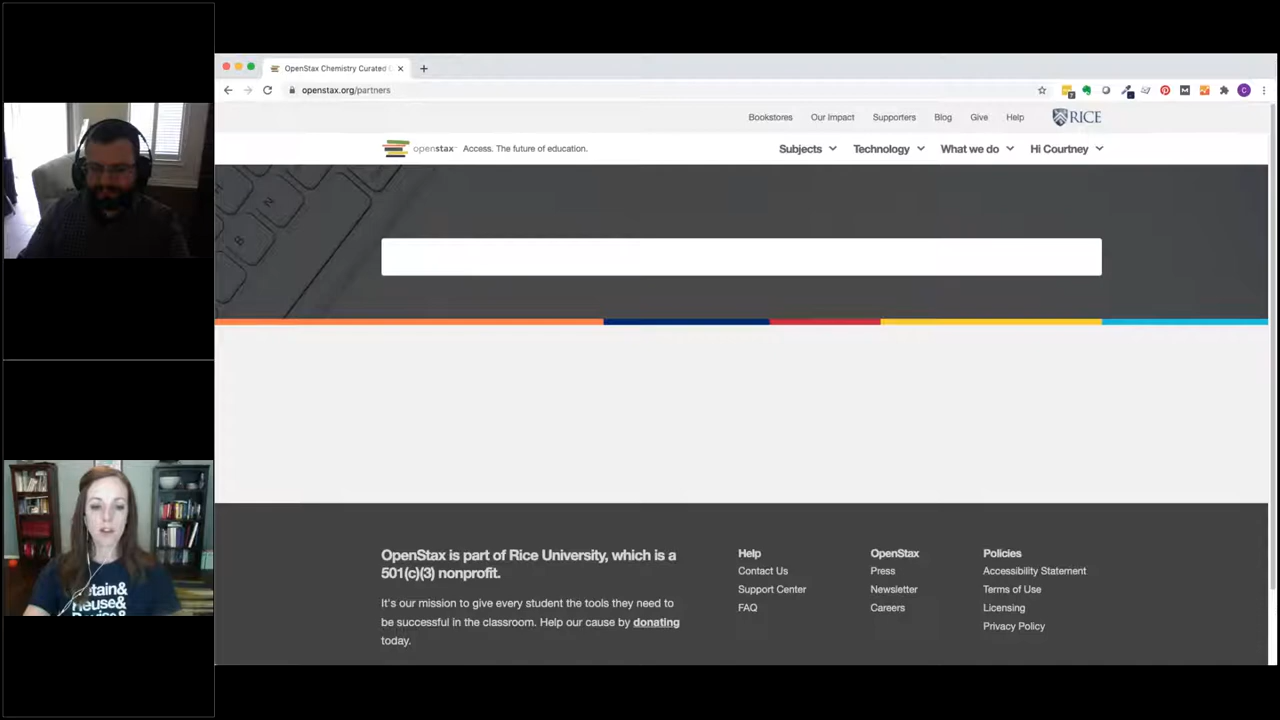 OpenStax Chemistry Curated
openstax.org/partners
Bookstores Our Impact Supporters Blog Give Help RICE
openstax Access. The future of education. Subjects Technology What we do Hi Courtney
N
B
OpenStax is part of Rice University, which is a
501(c)(3) nonprofit.
It's our mission to give every student the tools they need to
be successful in the classroom. Help our cause by donating
today.
Help
Contact Us
Support Center
FAQ
OpenStax
Press
Newsletter
Careers
Policies
Accessibility Statement
Terms of Use
Licensing
Privacy Policy